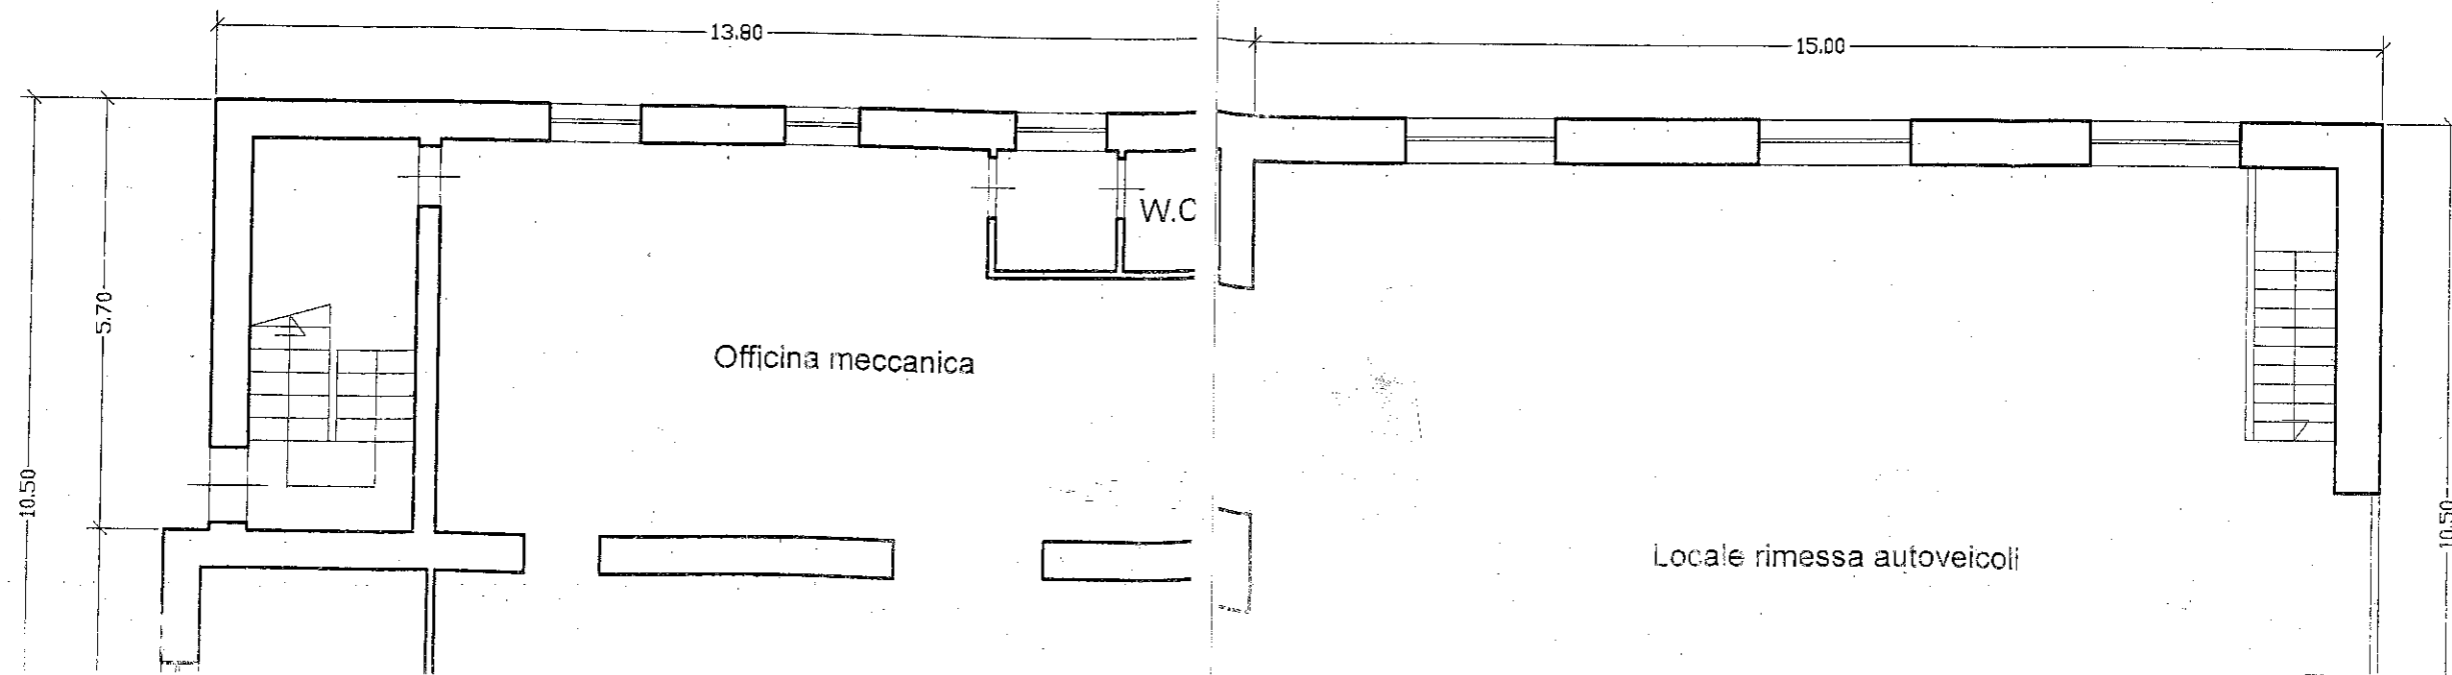 13.80
15.00
W.C
5.70
Officina meccanica
10.50
10.50
Locale rimessa autoveicoli